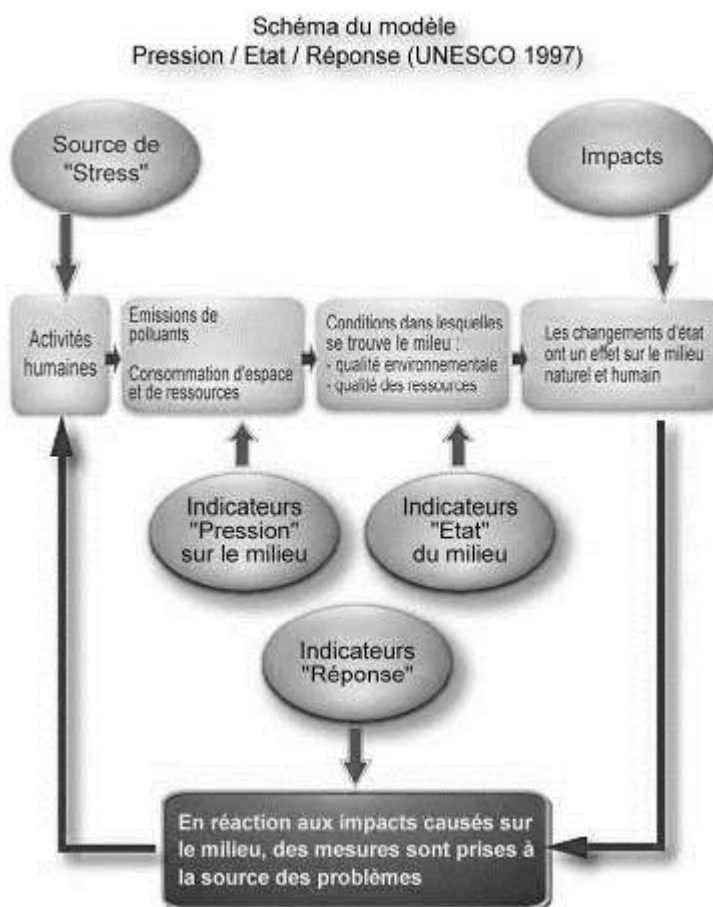 Schéma du modèle
Pression / Etat / Réponse (UNESCO 1997)
Source de
"Stress"
Impacts
Activités
humaines
Emissions de
polluants
Consommation d'espace
et de ressources
Conditions dans lesquelles
se trouve le mileu :
- qualité environnementale
- qualité des ressources
Les changements d'état
ont un effet sur le milieu
naturel et humain
Indicateurs
"Pression"
sur le milieu
Indicateurs
"Etat"
du milieu
Indicateurs
"Réponse"
En réaction aux impacts causés sur
le milieu, des mesures sont prises à
la source des problèmes